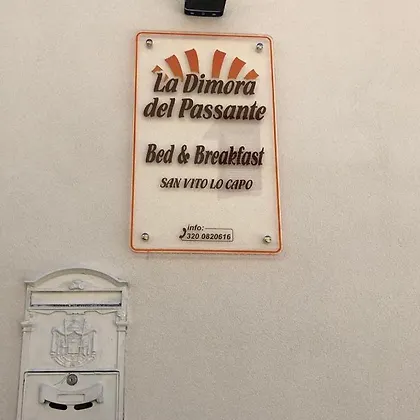 La Dimora
del Passante
Bed & Breakfast
SAN VITO LO CAPO
info:
320 0820616